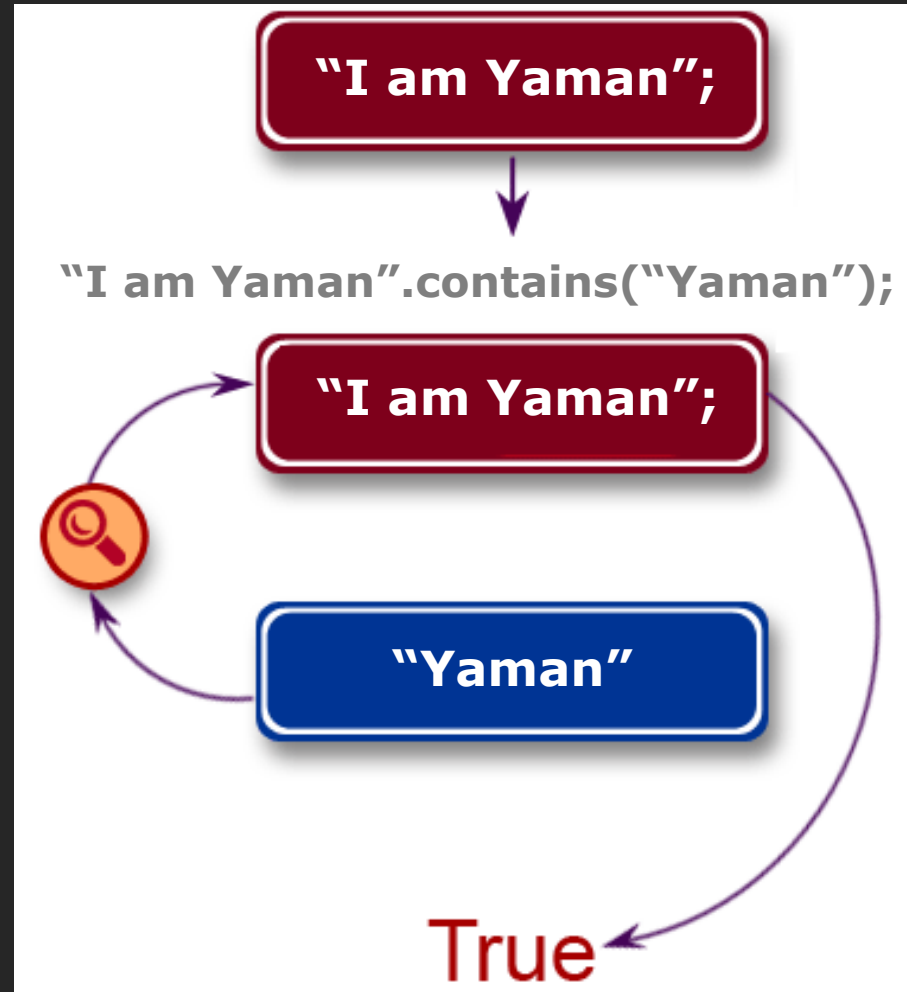 “I am Yaman”;
“I am Yaman”.contains(“Yaman”);
“I am Yaman”;
“Yaman”
True